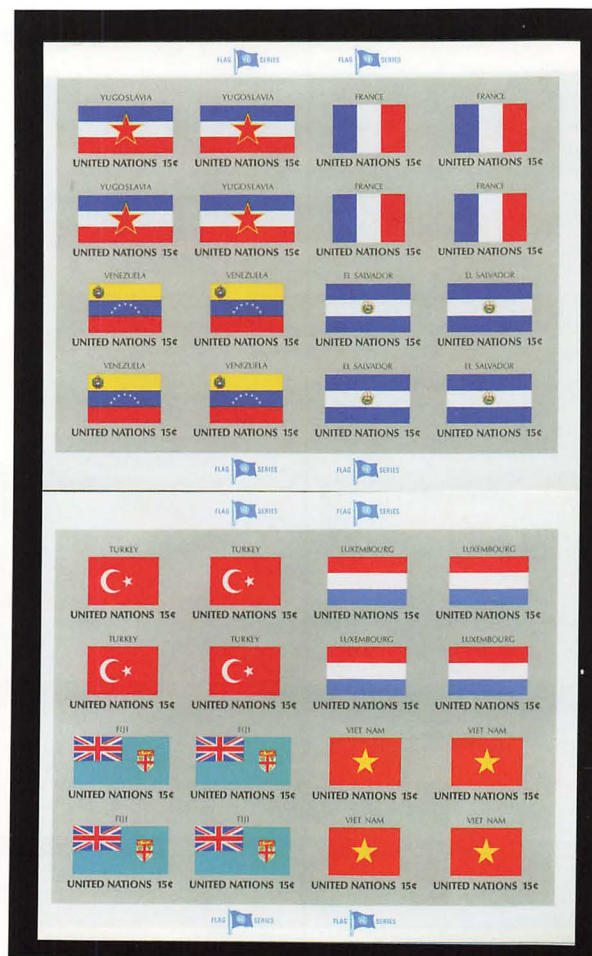 FLAG SERIES FLAG SERIES
YUGOSLAVIA YUGOSLAVIA FRANCE FRANCE
UNITED NATIONS 15¢ UNITED NATIONS 15¢ UNITED NATIONS 15¢ UNITED NATIONS 15¢
YUGOSLAVIA YUGOSLAVIA FRANCE FRANCE
UNITED NATIONS 15¢ UNITED NATIONS 15¢ UNITED NATIONS 15¢ UNITED NATIONS 15¢
VENEZUELA VENEZUELA EL SALVADOR EL SALVADOR
UNITED NATIONS 15¢ UNITED NATIONS 15¢ UNITED NATIONS 15¢ UNITED NATIONS 15¢
VENEZUELA VENEZUELA EL SALVADOR EL SALVADOR
UNITED NATIONS 15¢ UNITED NATIONS 15¢ UNITED NATIONS 15¢ UNITED NATIONS 15¢
FLAG SERIES FLAG SERIES
FLAG SERIES FLAG SERIES
TURKEY TURKEY LUXEMBOURG LUXEMBOURG
UNITED NATIONS 15¢ UNITED NATIONS 15¢ UNITED NATIONS 15¢ UNITED NATIONS 15¢
TURKEY TURKEY LUXEMBOURG LUXEMBOURG
UNITED NATIONS 15¢ UNITED NATIONS 15¢ UNITED NATIONS 15¢ UNITED NATIONS 15¢
FIJI FIJI VIET NAM VIET NAM
UNITED NATIONS 15¢ UNITED NATIONS 15¢ UNITED NATIONS 15¢ UNITED NATIONS 15¢
FIJI FIJI VIET NAM VIET NAM
UNITED NATIONS 15¢ UNITED NATIONS 15¢ UNITED NATIONS 15¢ UNITED NATIONS 15¢
FLAG SERIES FLAG SERIES